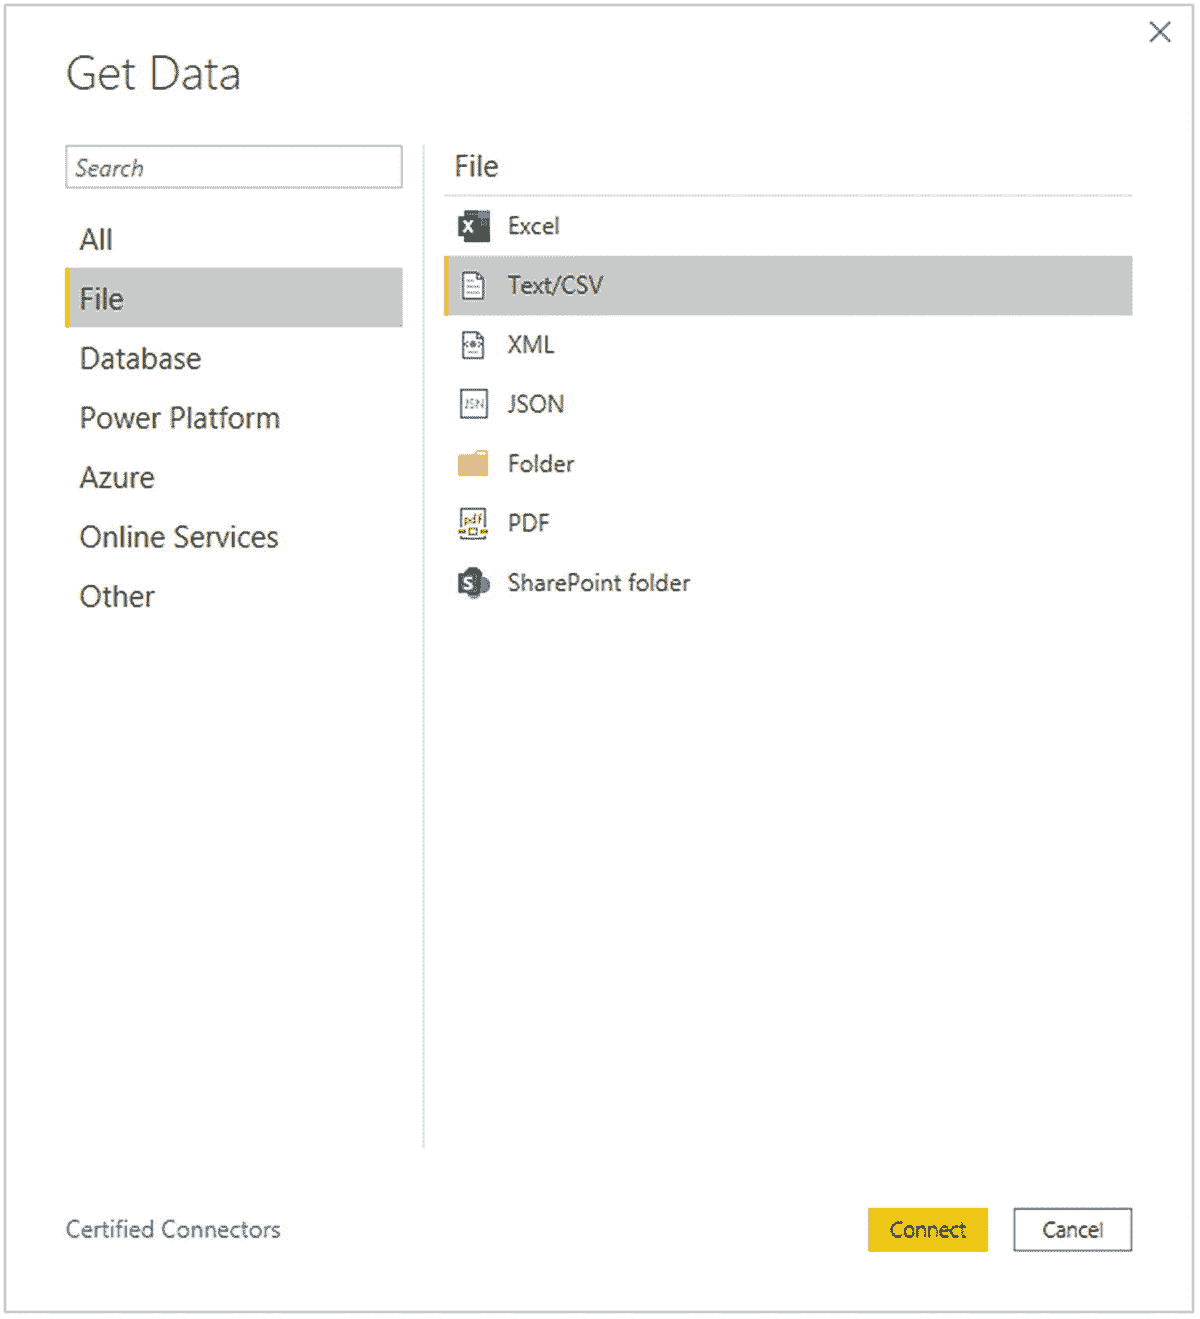 Get Data
Search
All
File
Database
Power Platform
Azure
Online Services
Other
File
Excel
Text/CSV
XML
JSON
Folder
PDF
SharePoint folder
Certified Connectors
Connect
Cancel